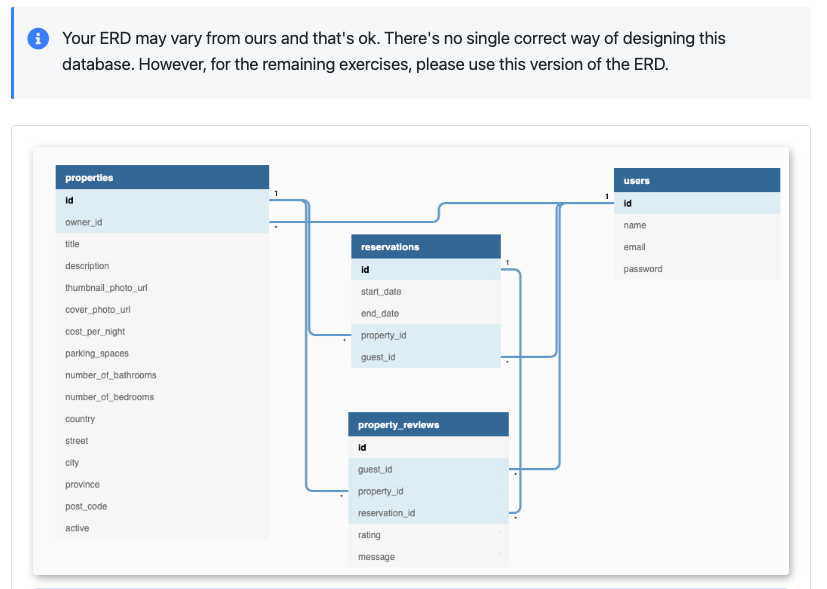 Your ERD may vary from ours and that's ok. There's no single correct way of designing this
database. However, for the remaining exercises, please use this version of the ERD.
properties
id
owner_id
title
description
thumbnail_photo_url
cover_photo_url
cost_per_night
parking_spaces
number_of_bathrooms
number_of_bedrooms
country
street
city
province
post_code
active
1
*
reservations
id
start_date
end_date
property_id
guest_id
1
*
*
property_reviews
id
guest_id
property_id
reservation_id
rating
message
*
*
*
users
id
name
email
password
1